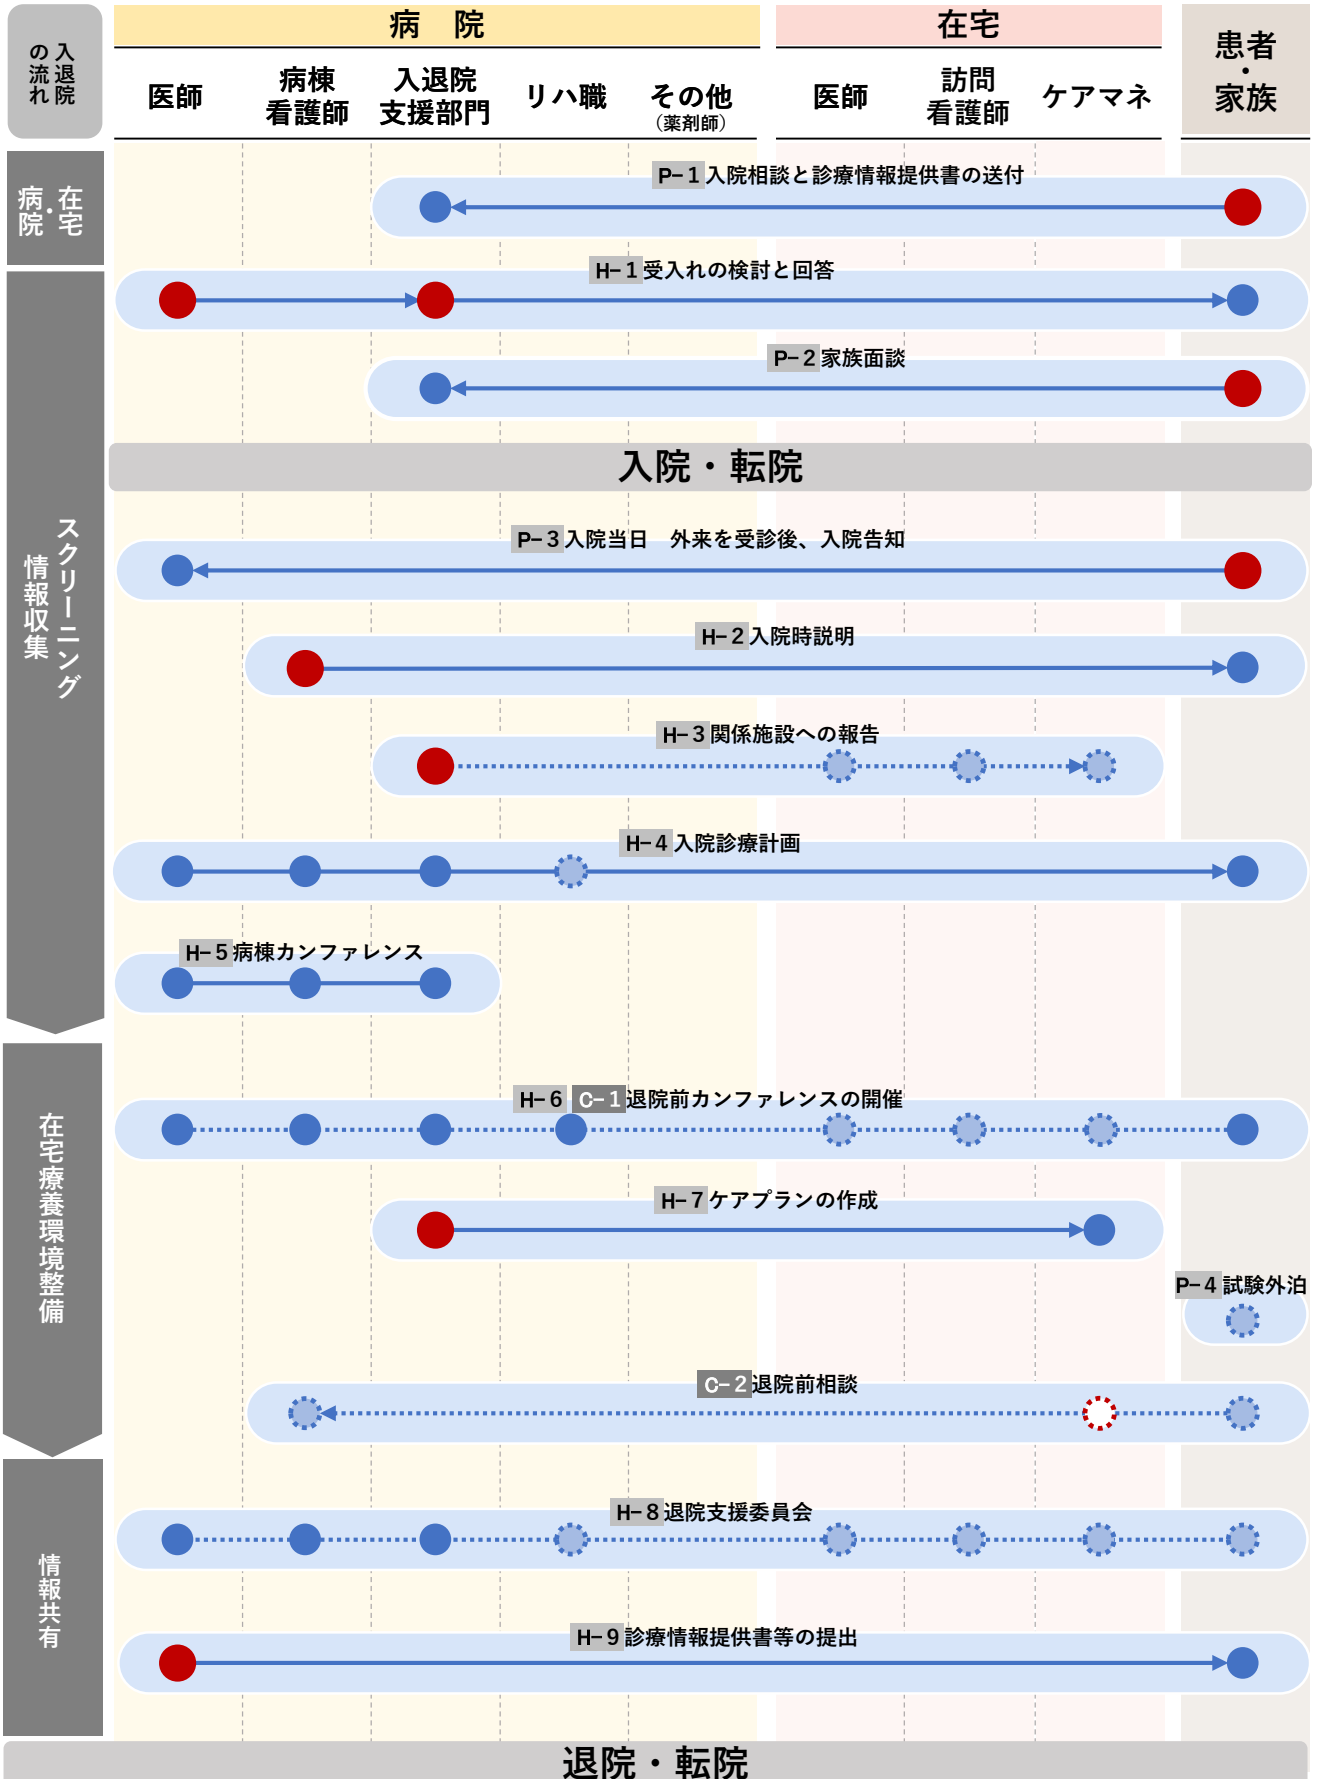 入退院
の流れ
病　院
在宅
患者
・
家族
医師
病棟
看護師
入退院
支援部門
リハ職
その他
（薬剤師）
医師
訪問
看護師
ケアマネ
在宅
・
病院
P−１入院相談と診療情報提供書の送付
スクリーニング
情報収集
H−１受入れの検討と回答
P−２家族面談
入院・転院
P−３入院当日　外来を受診後、入院告知
H−２入院時説明
H−３関係施設への報告
H−４入院診療計画
H−５病棟カンファレンス
在宅療養環境整備
H−６ C−１退院前カンファレンスの開催
H−７ケアプランの作成
P−４試験外泊
C−２退院前相談
情報共有
H−８退院支援委員会
H−９診療情報提供書等の提出
退院・転院